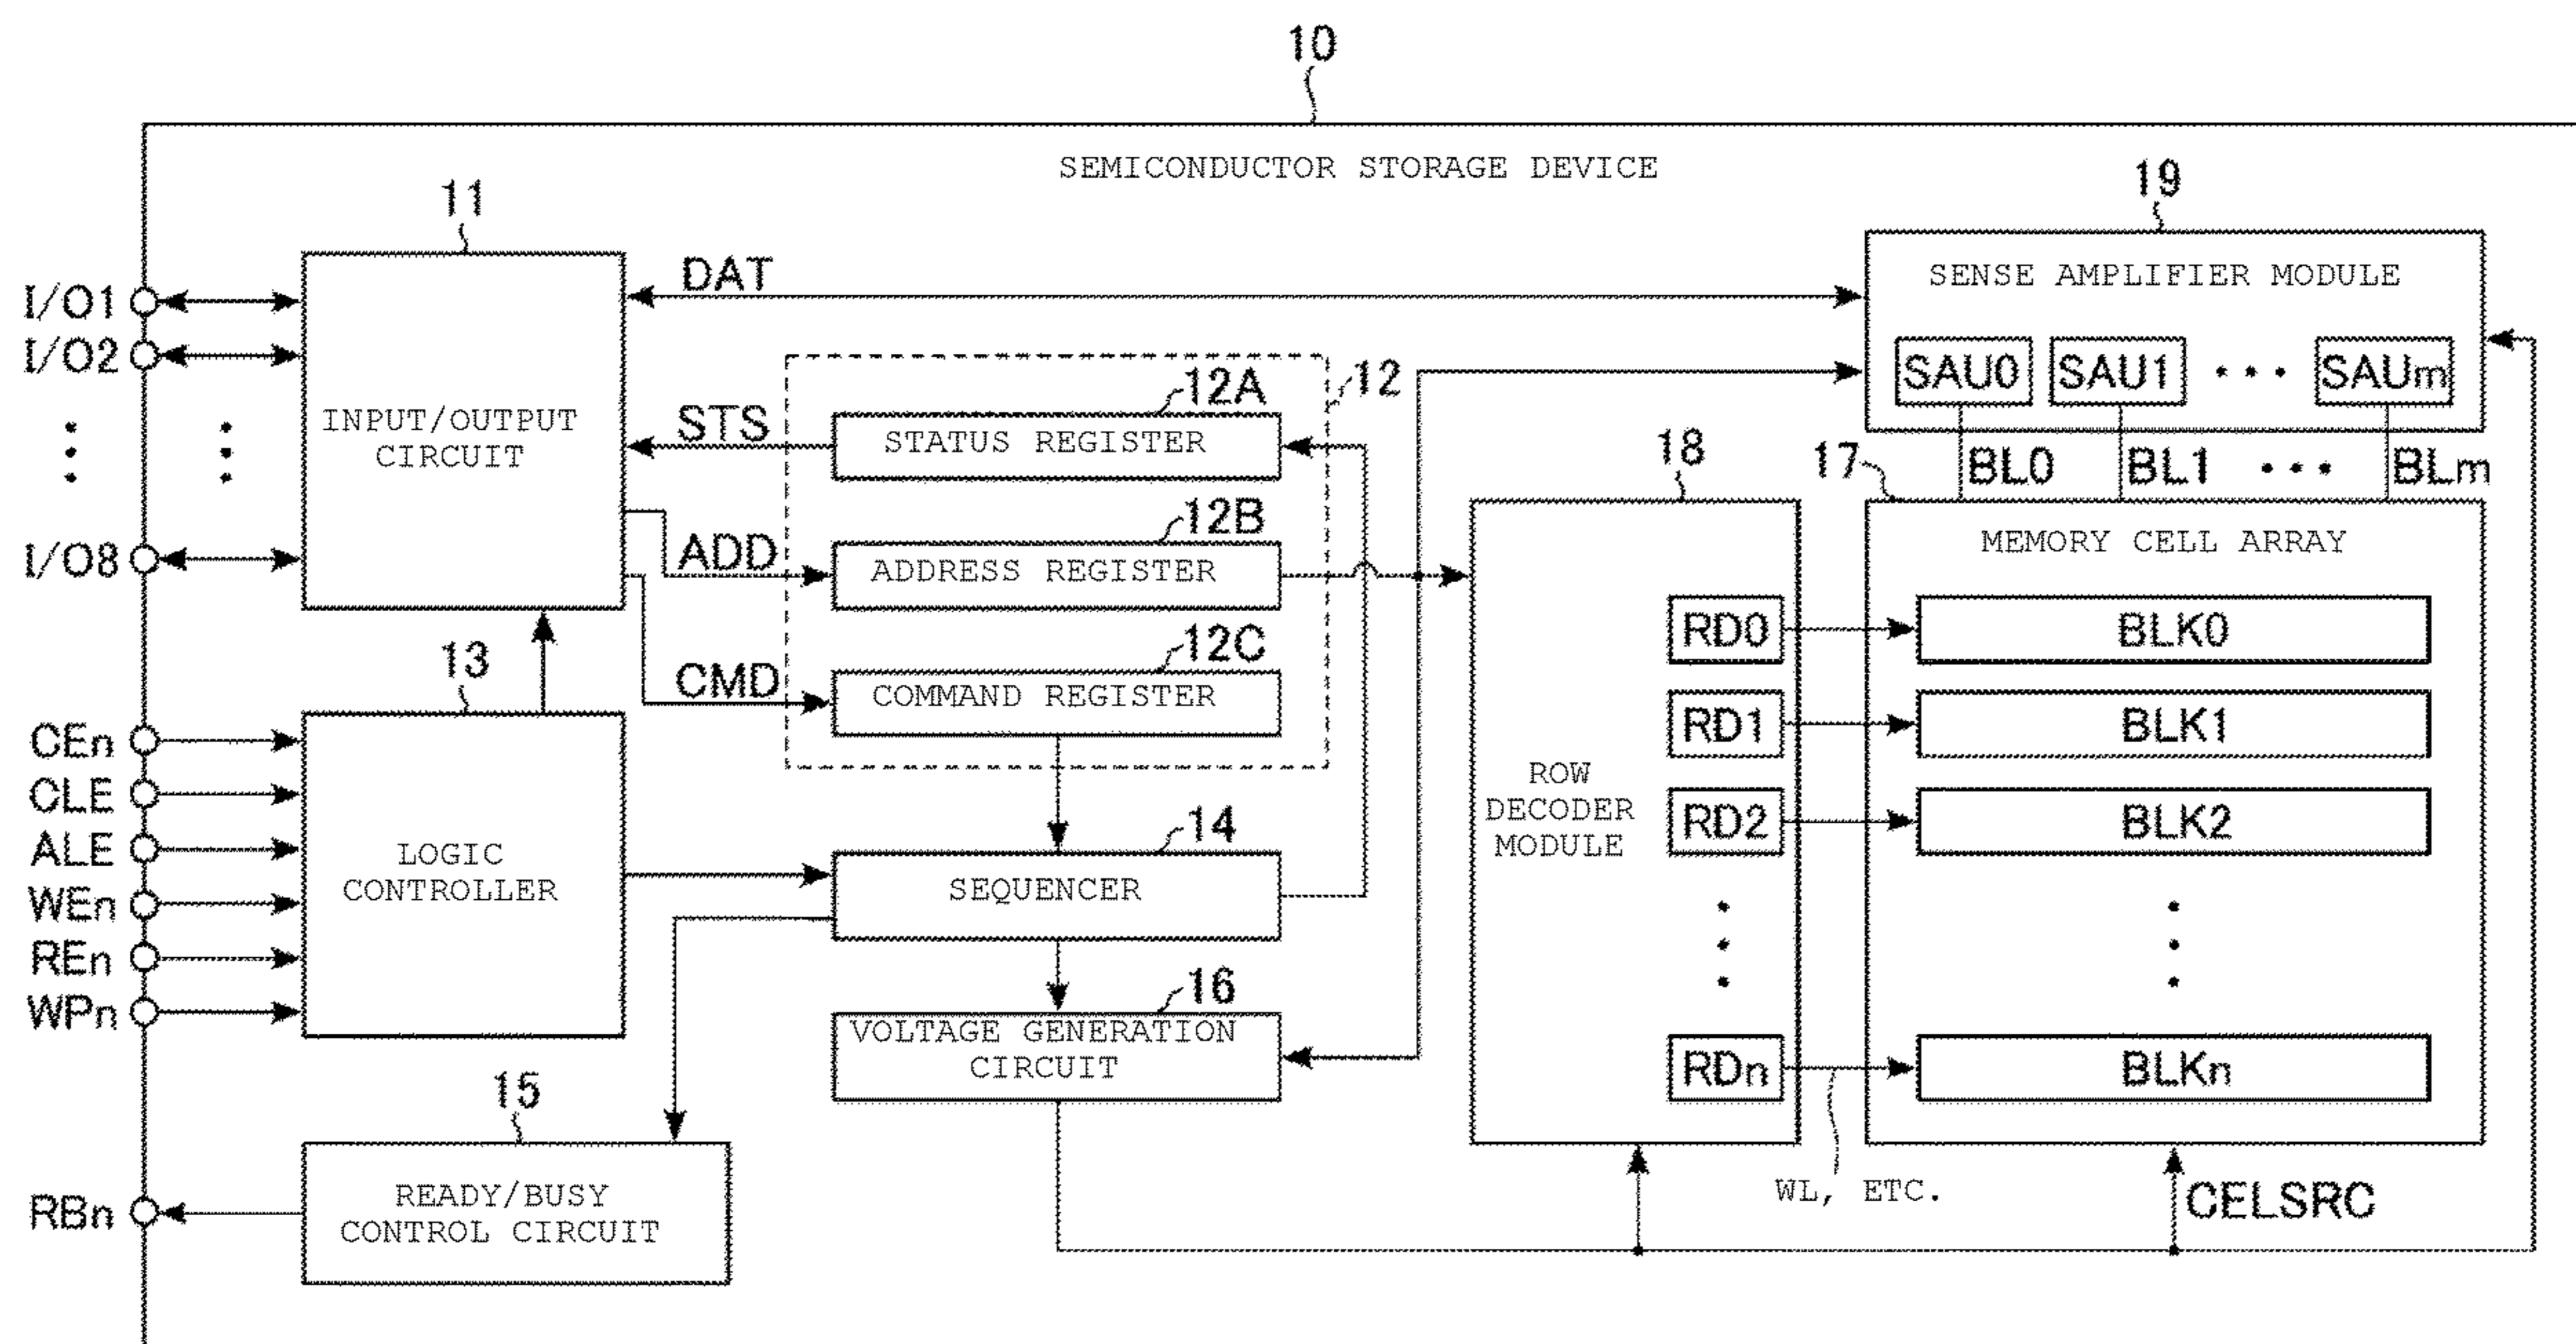 10
SEMICONDUCTOR STORAGE DEVICE
11
19
I/O1
I/O2
I/O8
INPUT/OUTPUT
CIRCUIT
DAT
STS
ADD
CMD
12
12A
STATUS REGISTER
12B
ADDRESS REGISTER
12C
COMMAND REGISTER
SENSE AMPLIFIER MODULE
SAU0 SAU1 ••• SAUm
BL0 BL1 ••• BLm
13
CEn
CLE
ALE
WEn
REn
WPn
LOGIC
CONTROLLER
14
SEQUENCER
16
VOLTAGE GENERATION
CIRCUIT
15
RBn
READY/BUSY
CONTROL CIRCUIT
18
ROW
DECODER
MODULE
RD0
RD1
RD2
RDn
17
MEMORY CELL ARRAY
BLK0
BLK1
BLK2
BLKn
WL, ETC.
CELSRC